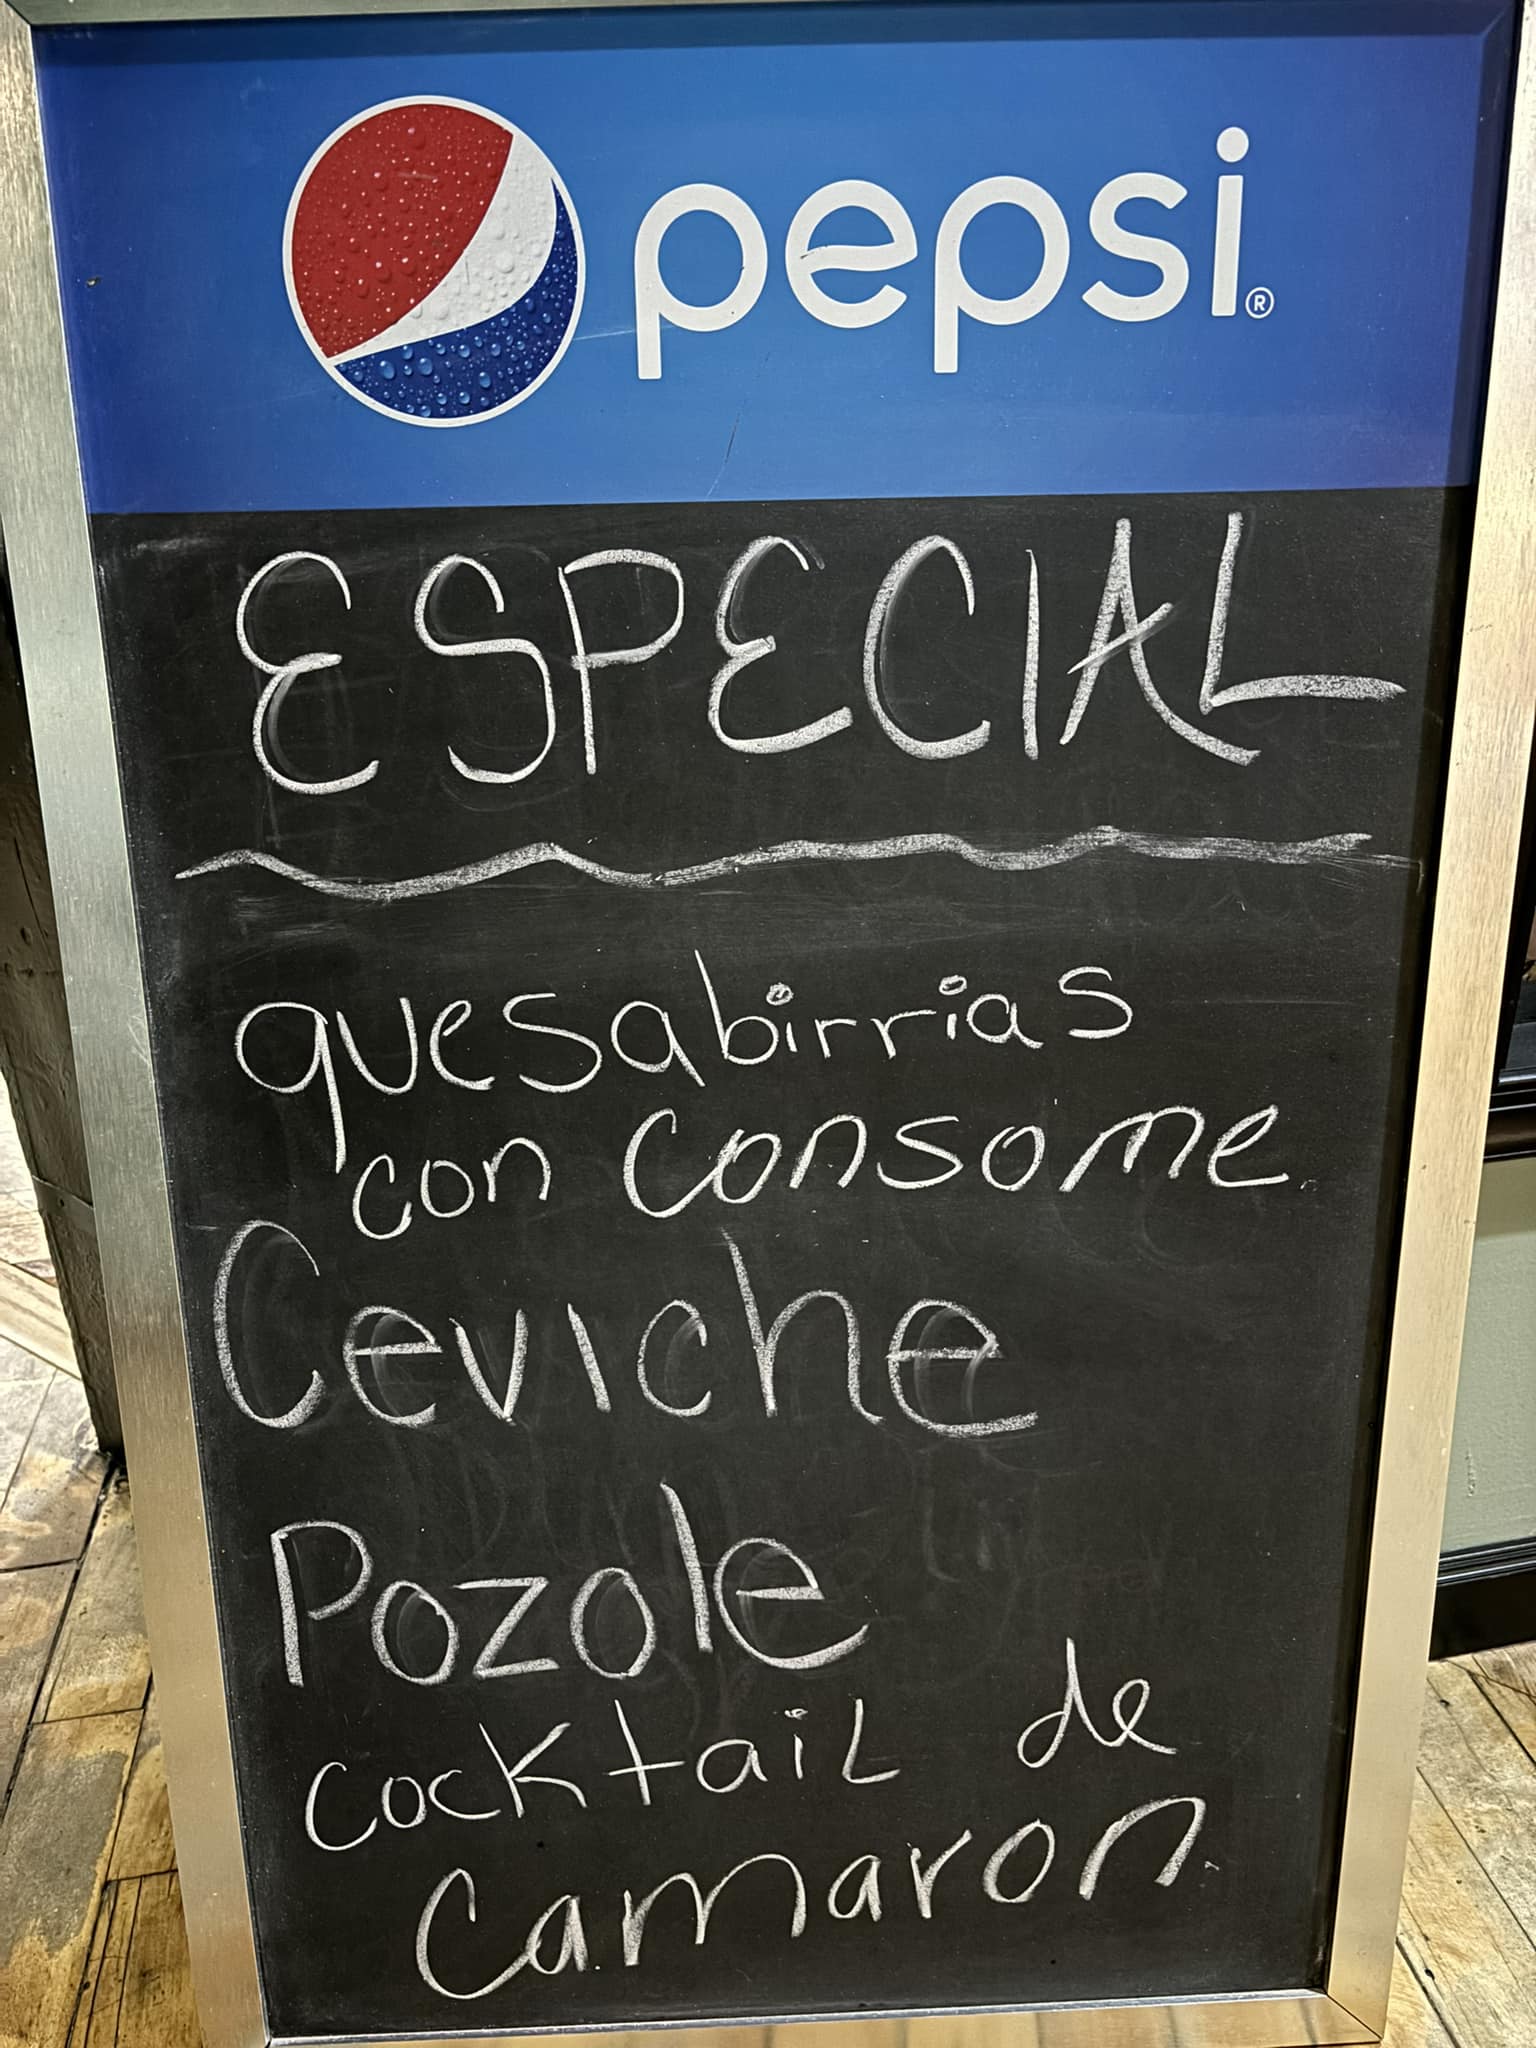 pepsi®
ESPECIAL
quesabirrias
con consome
Ceviche
Pozole
cocktail de
Camaron